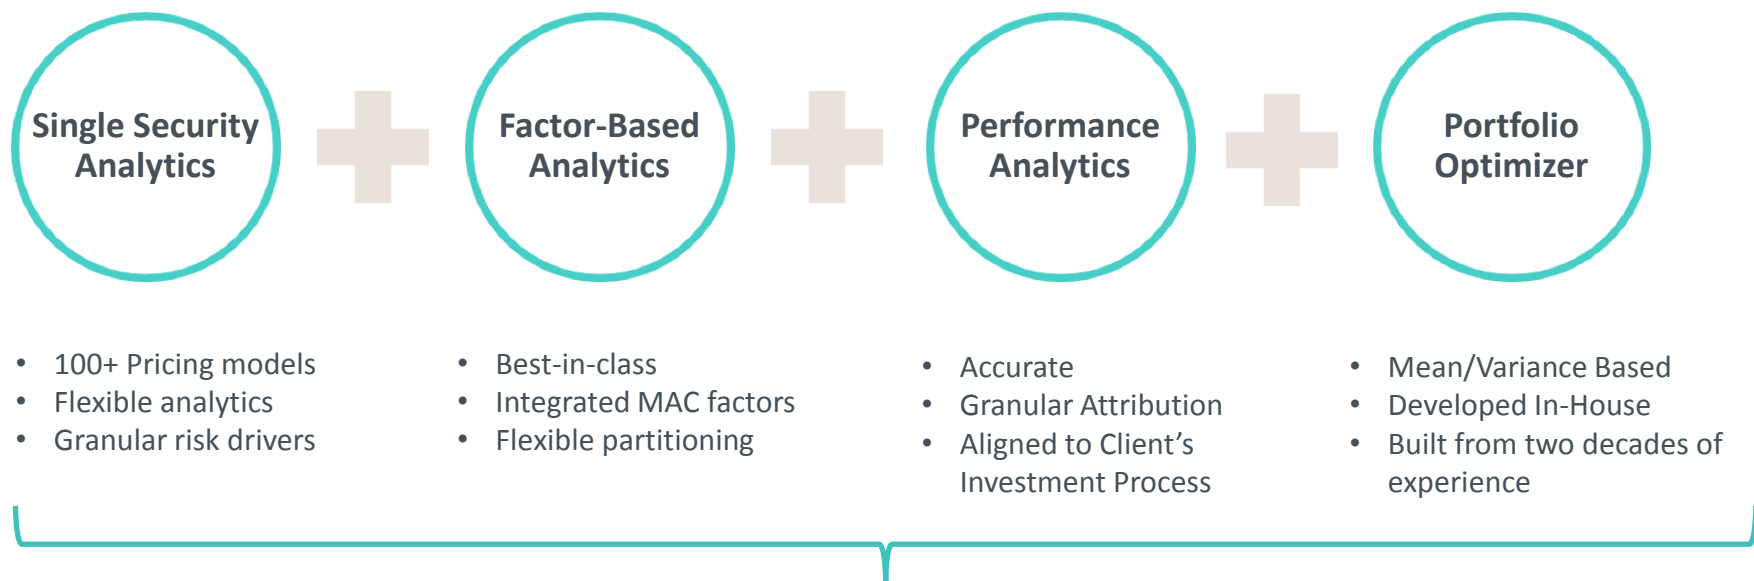 Single Security
Analytics
Factor-Based
Analytics
Performance
Analytics
Portfolio
Optimizer
• 100+ Pricing models
• Flexible analytics
• Granular risk drivers
• Best-in-class
• Integrated MAC factors
• Flexible partitioning
• Accurate
• Granular Attribution
• Aligned to Client’s
Investment Process
• Mean/Variance Based
• Developed In-House
• Built from two decades of
experience